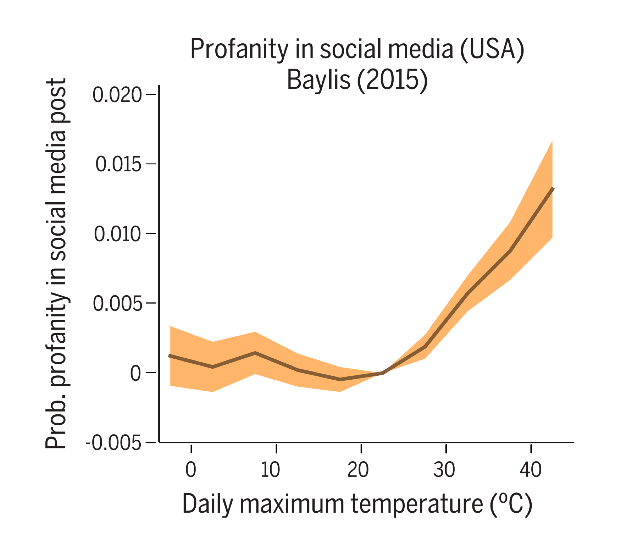 Profanity in social media (USA)
Baylis (2015)
Prob. profanity in social media post
0.020
0.015
0.010
0.005
0
-0.005
0 10 20 30 40
Daily maximum temperature (ºC)